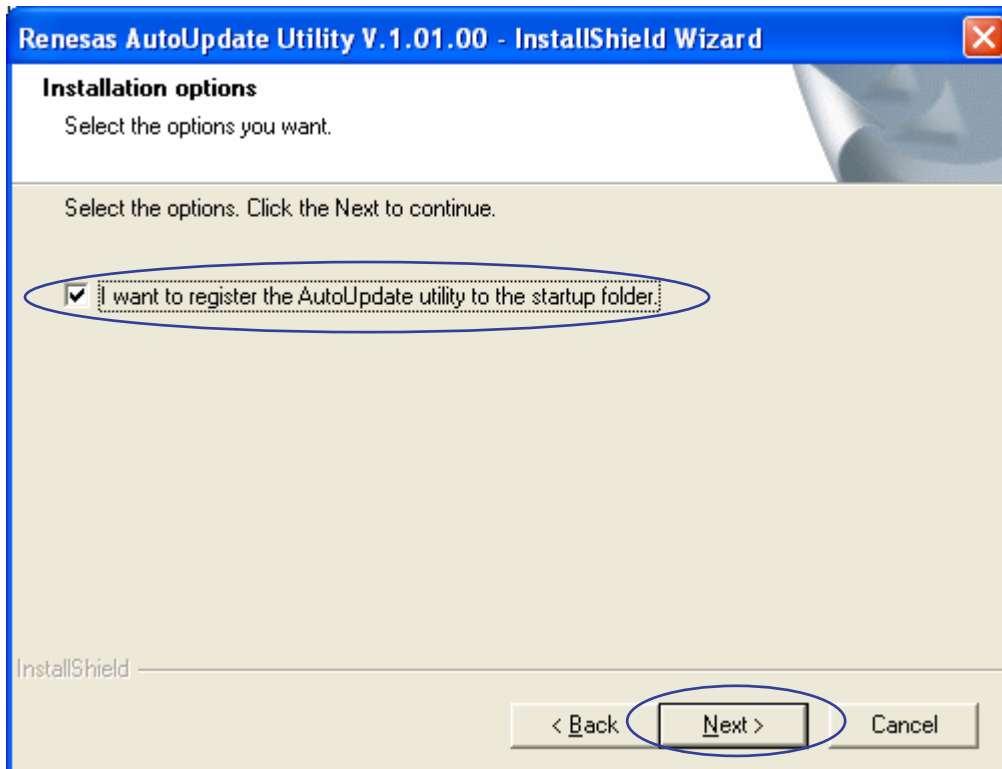 Renesas AutoUpdate Utility V.1.01.00 - InstallShield Wizard
Installation options
Select the options you want.
Select the options. Click the Next to continue.
I want to register the AutoUpdate utility to the startup folder.
InstallShield
< Back Next > Cancel